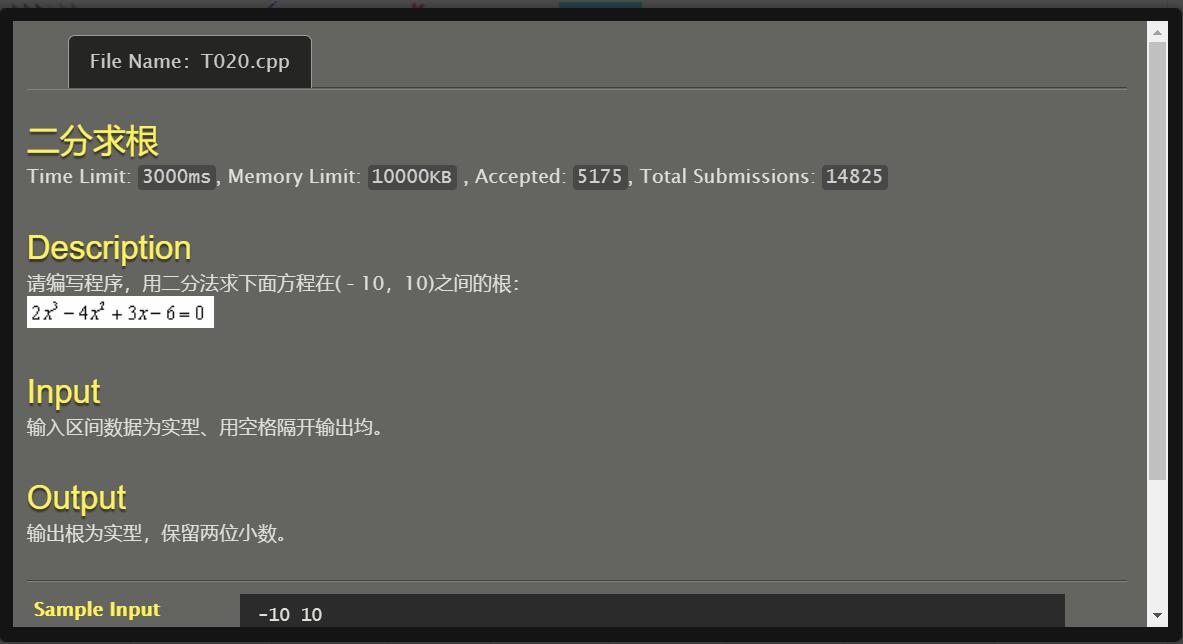 File Name：T020.cpp
二分求根
Time Limit: 3000ms, Memory Limit: 10000KB , Accepted: 5175, Total Submissions: 14825
Description
请编写程序，用二分法求下面方程在( - 10，10)之间的根：
2x³ − 4x² + 3x − 6 = 0
Input
输入区间数据为实型、用空格隔开输出均。
Output
输出根为实型，保留两位小数。
Sample Input
-10 10